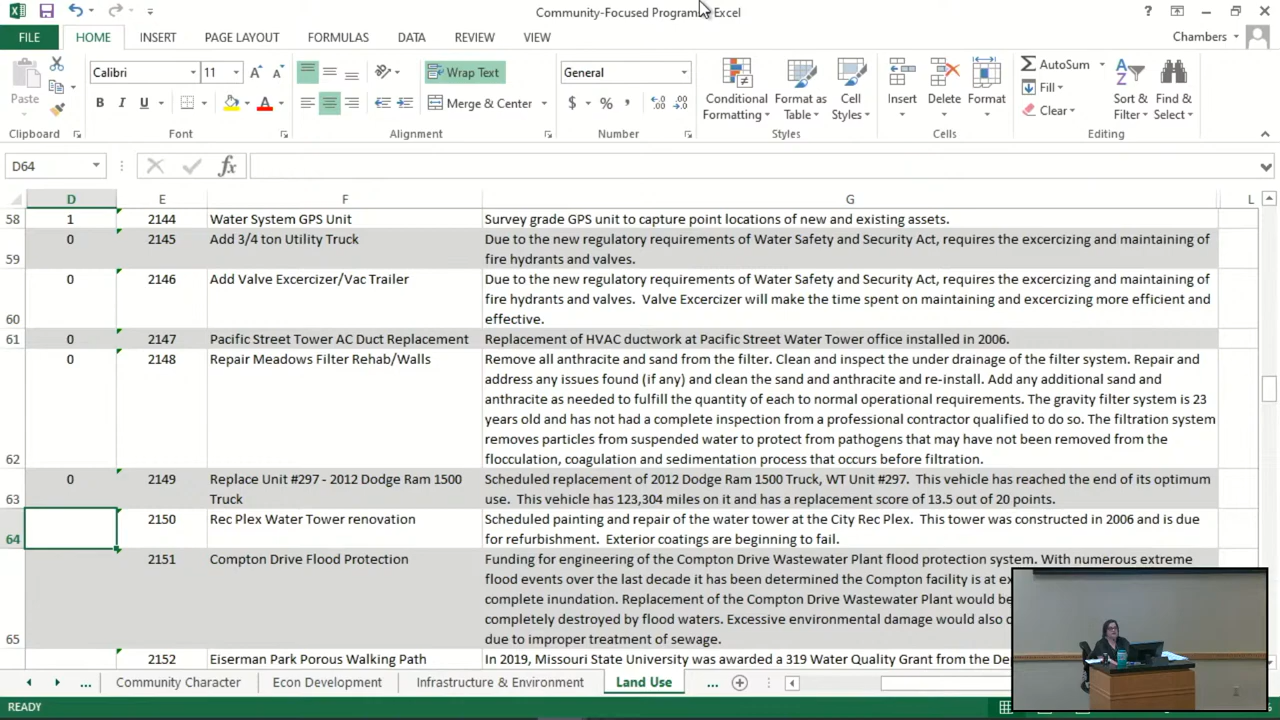 Community-Focused Program - Excel
Chambers
FILE HOME INSERT PAGE LAYOUT FORMULAS DATA REVIEW VIEW
Paste
Calibri 11
Wrap Text
Merge & Center
General
$ % ,
Conditional Formatting
Format as Table
Cell Styles
Insert
Delete
Format
AutoSum
Fill
Clear
Sort & Filter
Find & Select
Clipboard Font Alignment Number Styles Cells Editing
D64
D E F G L
58 1 2144 Water System GPS Unit Survey grade GPS unit to capture point locations of new and existing assets.
0 2145 Add 3/4 ton Utility Truck Due to the new regulatory requirements of Water Safety and Security Act, requires the excercizing and maintaining of
59 fire hydrants and valves.
0 2146 Add Valve Excercizer/Vac Trailer Due to the new regulatory requirements of Water Safety and Security Act, requires the excercizing and maintaining of
fire hydrants and valves. Valve Excercizer will make the time spent on maintaining and excercizing more efficient and
60 effective.
61 0 2147 Pacific Street Tower AC Duct Replacement Replacement of HVAC ductwork at Pacific Street Water Tower office installed in 2006.
0 2148 Repair Meadows Filter Rehab/Walls Remove all anthracite and sand from the filter. Clean and inspect the under drainage of the filter system. Repair and
address any issues found (if any) and clean the sand and anthracite and re-install. Add any additional sand and
anthracite as needed to fulfill the quantity of each to normal operational requirements. The gravity filter system is 23
years old and has not had a complete inspection from a professional contractor qualified to do so. The filtration system
removes particles from suspended water to protect from pathogens that may have not been removed from the
62 flocculation, coagulation and sedimentation process that occurs before filtration.
0 2149 Replace Unit #297 - 2012 Dodge Ram 1500 Scheduled replacement of 2012 Dodge Ram 1500 Truck, WT Unit #297. This vehicle has reached the end of its optimum
63 Truck use. This vehicle has 123,304 miles on it and has a replacement score of 13.5 out of 20 points.
2150 Rec Plex Water Tower renovation Scheduled painting and repair of the water tower at the City Rec Plex. This tower was constructed in 2006 and is due
64 for refurbishment. Exterior coatings are beginning to fail.
2151 Compton Drive Flood Protection Funding for engineering of the Compton Drive Wastewater Plant flood protection system. With numerous extreme
flood events over the last decade it has been determined the Compton facility is at
complete inundation. Replacement of the Compton Drive Wastewater Plant would
completely destroyed by flood waters. Excessive environmental damage would also
65 due to improper treatment of sewage.
2152 Eiserman Park Porous Walking Path In 2019, Missouri State University was awarded a 319 Water Quality Grant from the
... Community Character Econ Development Infrastructure & Environment Land Use ...
READY